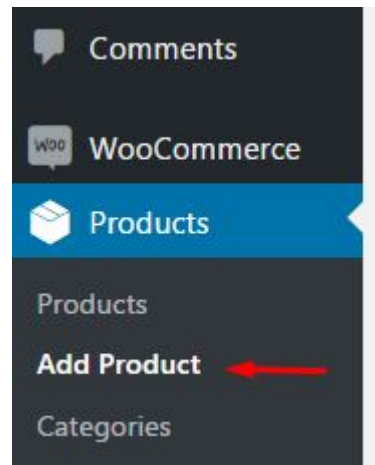 Comments
Woo WooCommerce
Products
Products
Add Product
Categories